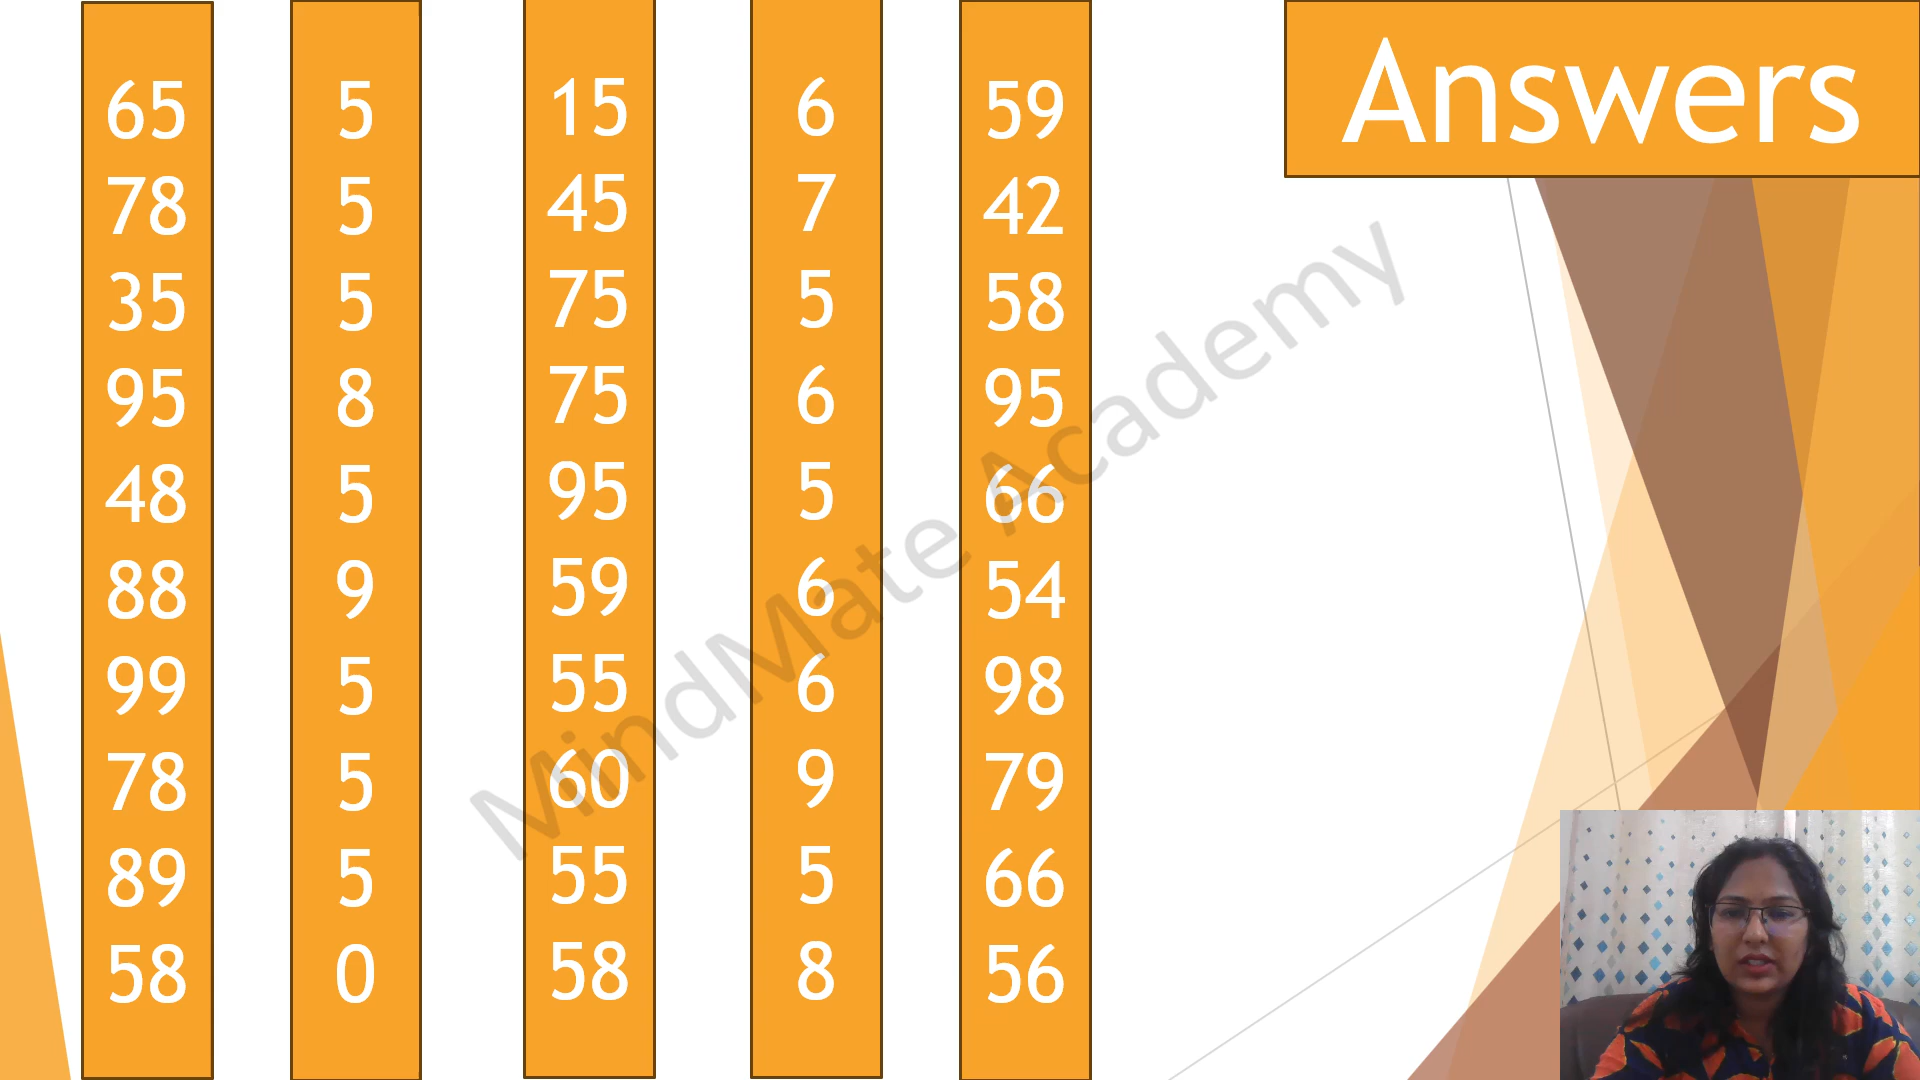 Answers
65 5 15 6 59
78 5 45 7 42
35 5 75 5 58
95 8 75 6 95
48 5 95 5 66
88 9 59 6 54
99 5 55 6 98
78 5 60 9 79
89 5 55 5 66
58 0 58 8 56
MindMate Academy